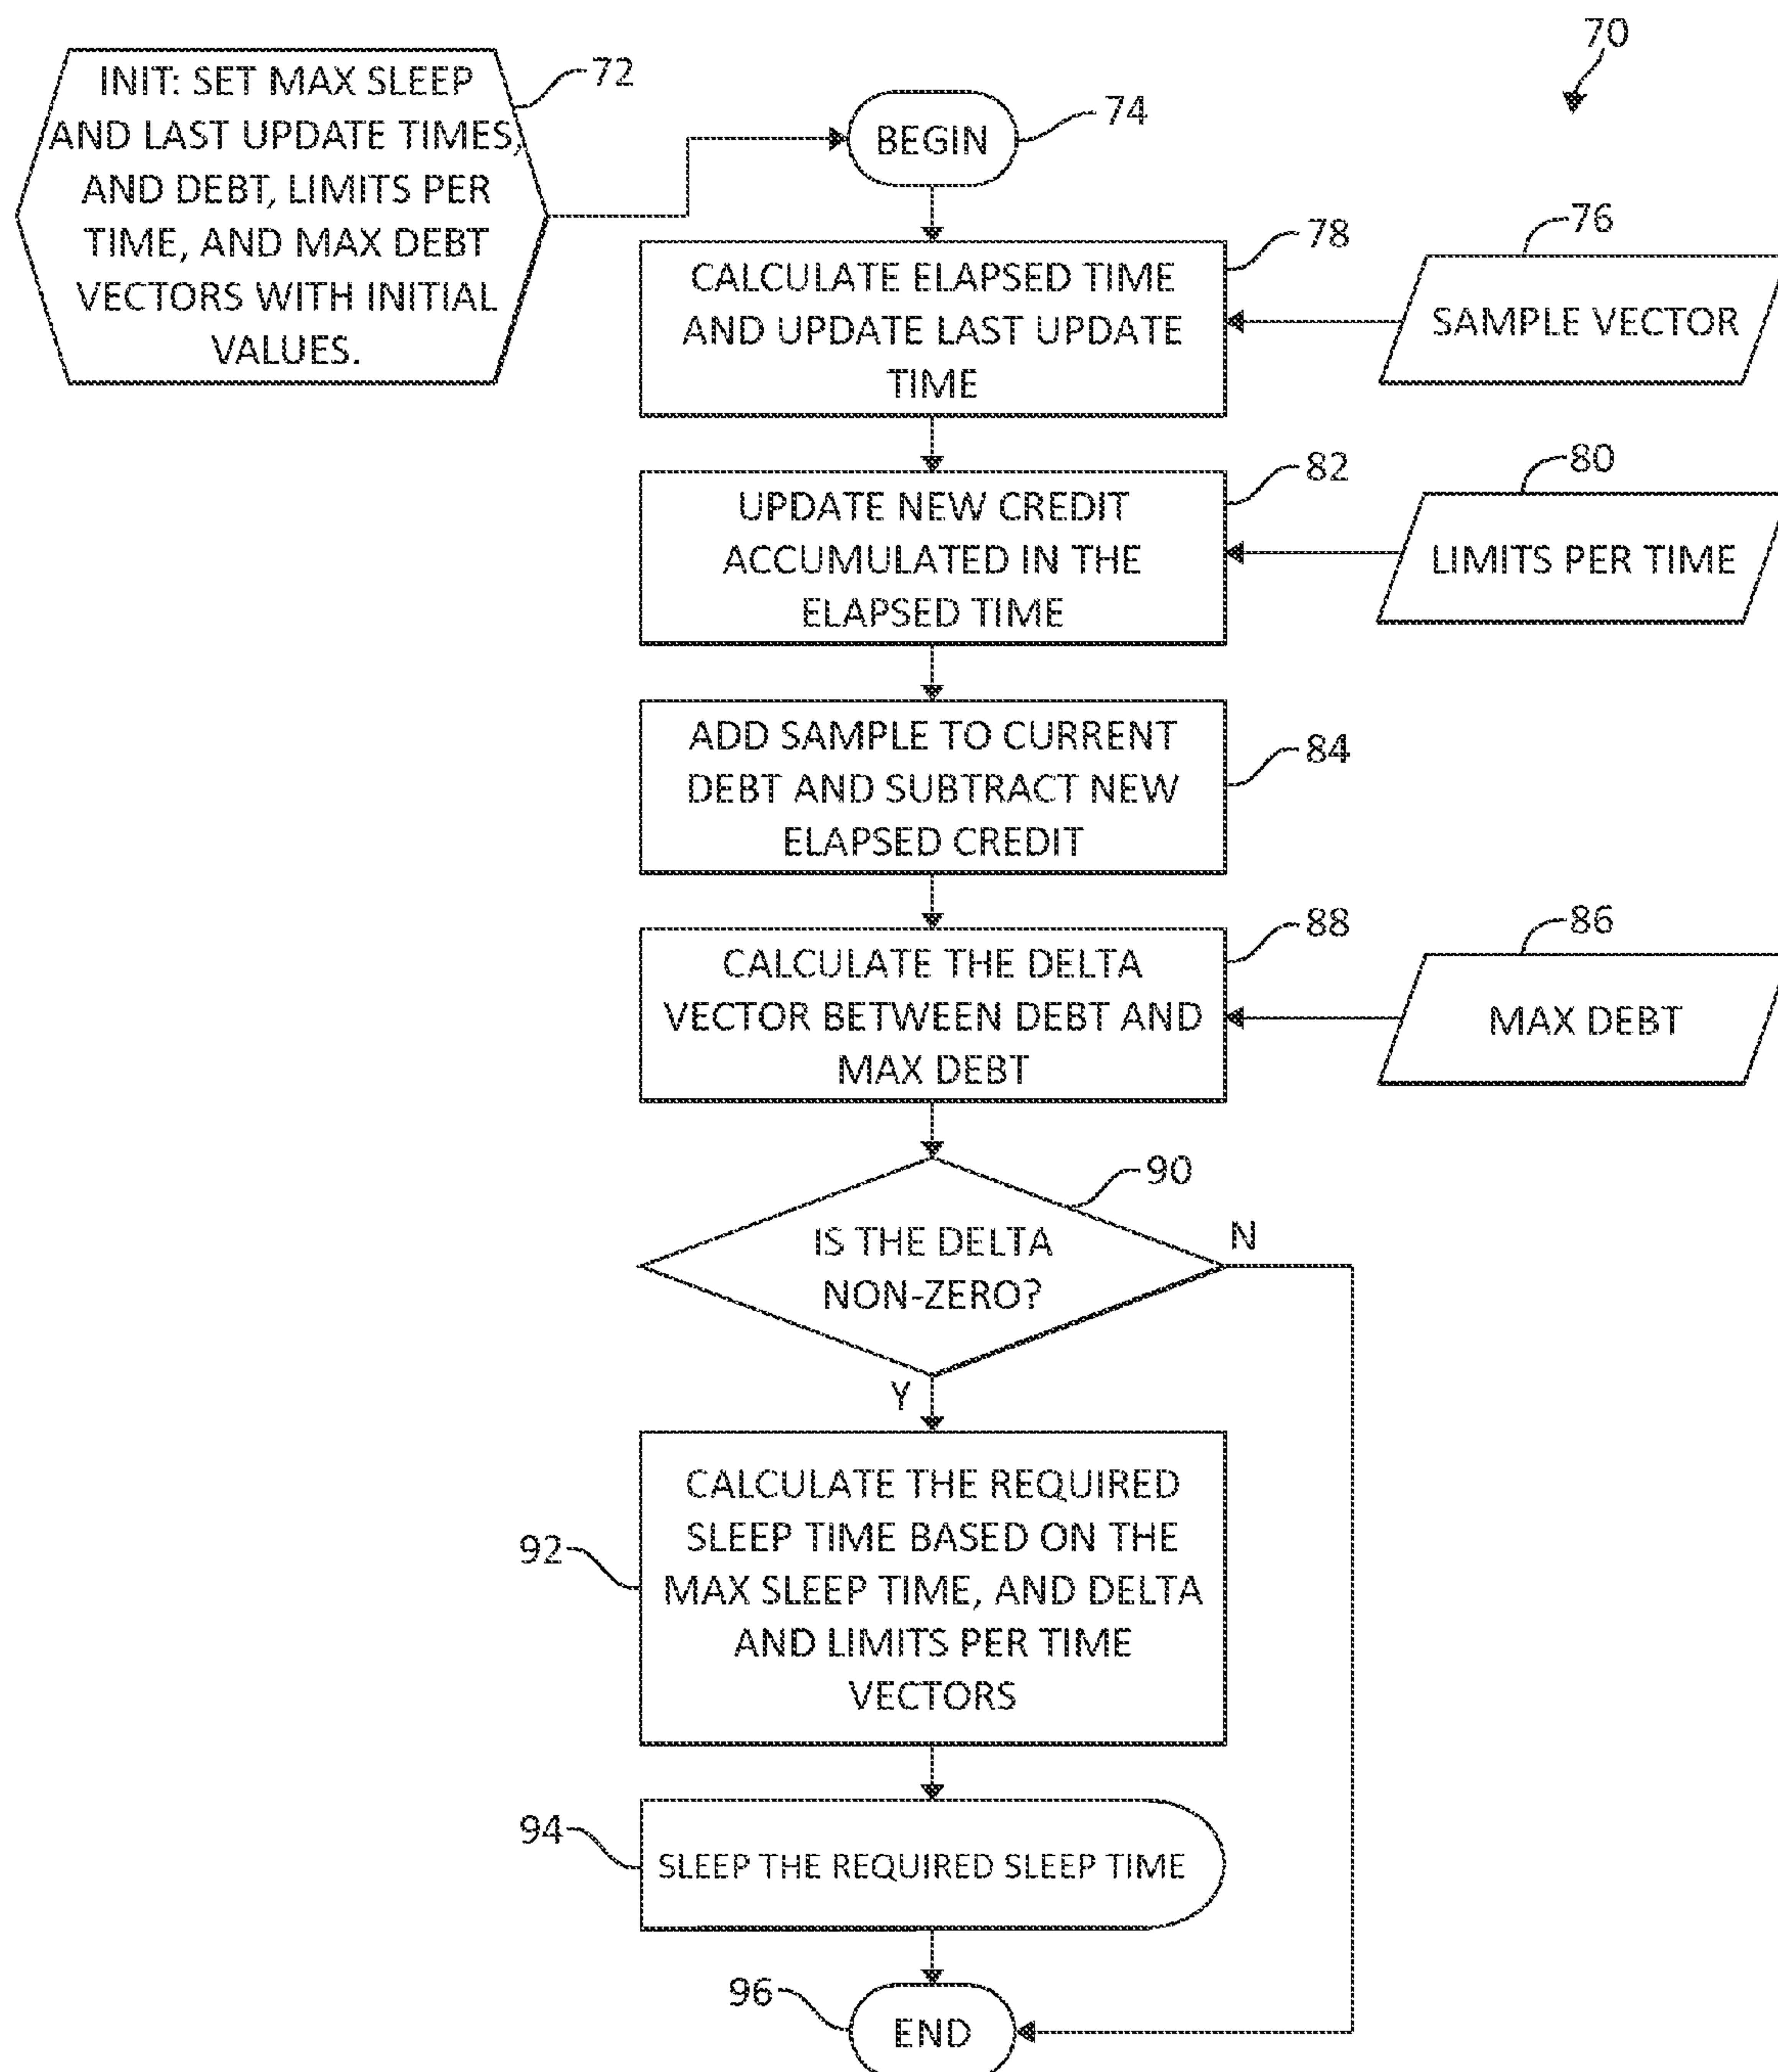 70
INIT: SET MAX SLEEP
AND LAST UPDATE TIMES,
AND DEBT, LIMITS PER
TIME, AND MAX DEBT
VECTORS WITH INITIAL
VALUES.
72
BEGIN
74
CALCULATE ELAPSED TIME
AND UPDATE LAST UPDATE
TIME
78
76
SAMPLE VECTOR
UPDATE NEW CREDIT
ACCUMULATED IN THE
ELAPSED TIME
82
80
LIMITS PER TIME
ADD SAMPLE TO CURRENT
DEBT AND SUBTRACT NEW
ELAPSED CREDIT
84
CALCULATE THE DELTA
VECTOR BETWEEN DEBT AND
MAX DEBT
88
86
MAX DEBT
90
IS THE DELTA
NON-ZERO?
N
Y
CALCULATE THE REQUIRED
SLEEP TIME BASED ON THE
MAX SLEEP TIME, AND DELTA
AND LIMITS PER TIME
VECTORS
92
94
SLEEP THE REQUIRED SLEEP TIME
96
END